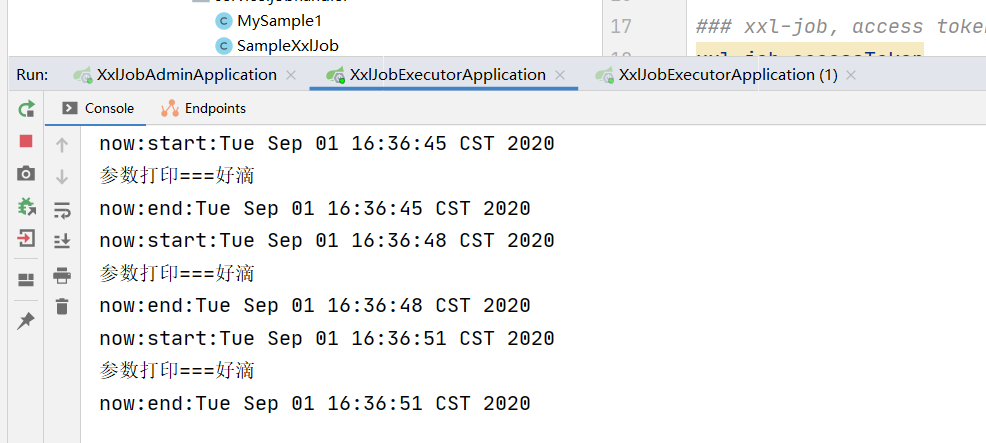 MySample1
SampleXxlJob
17
### xxl-job, access token
Run:
XxlJobAdminApplication
XxlJobExecutorApplication
XxlJobExecutorApplication (1)
Console
Endpoints
now:start:Tue Sep 01 16:36:45 CST 2020
参数打印===好滴
now:end:Tue Sep 01 16:36:45 CST 2020
now:start:Tue Sep 01 16:36:48 CST 2020
参数打印===好滴
now:end:Tue Sep 01 16:36:48 CST 2020
now:start:Tue Sep 01 16:36:51 CST 2020
参数打印===好滴
now:end:Tue Sep 01 16:36:51 CST 2020